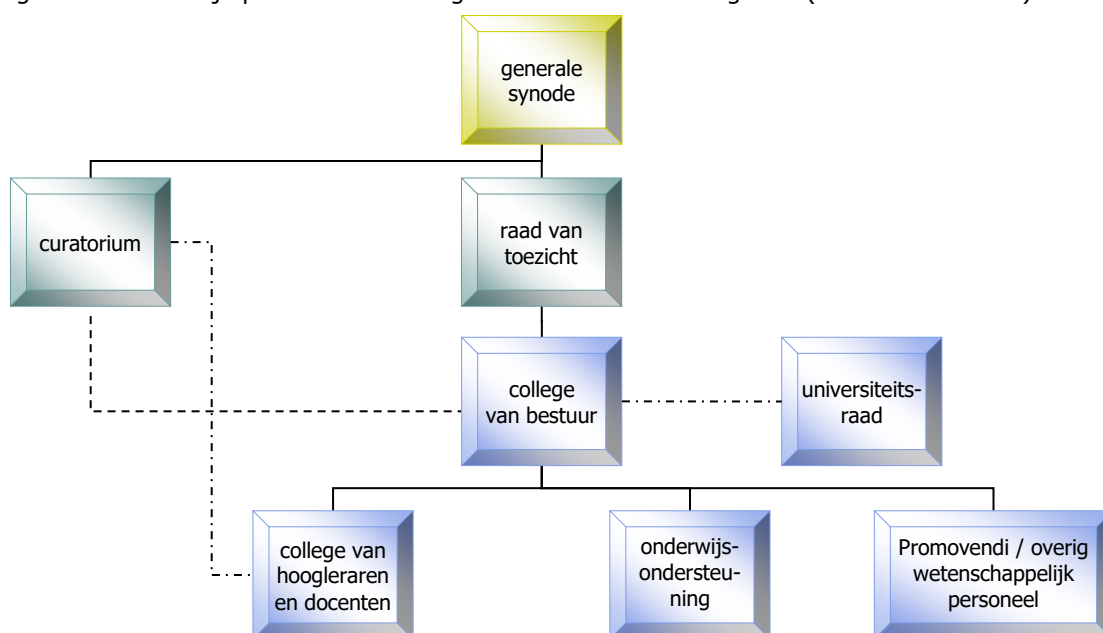 generale
synode
curatorium
raad van
toezicht
college
van bestuur
universiteits-
raad
college van
hoogleraren
en docenten
onderwijs-
ondersteu-
ning
Promovendi / overig
wetenschappelijk
personeel